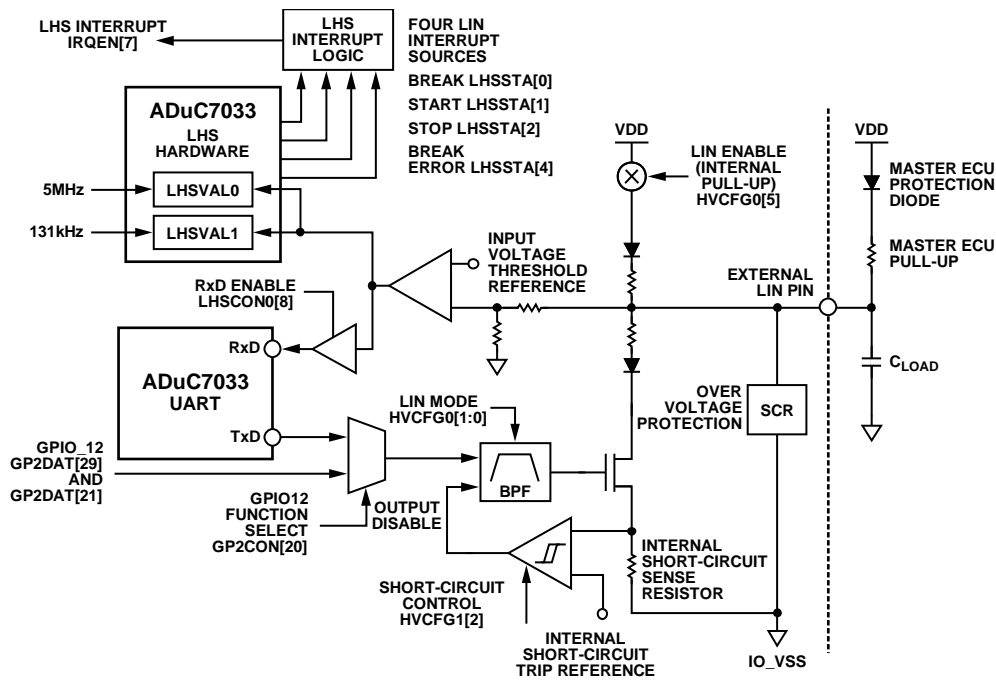 LHS INTERRUPT
IRQEN[7]
LHS
INTERRUPT
LOGIC
FOUR LIN
INTERRUPT
SOURCES
BREAK LHSSTA[0]
START LHSSTA[1]
STOP LHSSTA[2]
BREAK
ERROR LHSSTA[4]
ADuC7033
LHS
HARDWARE
5MHz
LHSVAL0
131kHz
LHSVAL1
VDD
LIN ENABLE
(INTERNAL
PULL-UP)
HVCFG0[5]
VDD
MASTER ECU
PROTECTION
DIODE
MASTER ECU
PULL-UP
INPUT
VOLTAGE
THRESHOLD
REFERENCE
EXTERNAL
LIN PIN
RxD ENABLE
LHSCON0[8]
RxD
ADuC7033
UART
TxD
CLOAD
OVER
VOLTAGE
PROTECTION
SCR
LIN MODE
HVCFG0[1:0]
BPF
GPIO_12
GP2DAT[29]
AND
GP2DAT[21]
GPIO12
FUNCTION
SELECT
GP2CON[20]
OUTPUT
DISABLE
SHORT-CIRCUIT
CONTROL
HVCFG1[2]
INTERNAL
SHORT-CIRCUIT
SENSE
RESISTOR
INTERNAL
SHORT-CIRCUIT
TRIP REFERENCE
IO_VSS